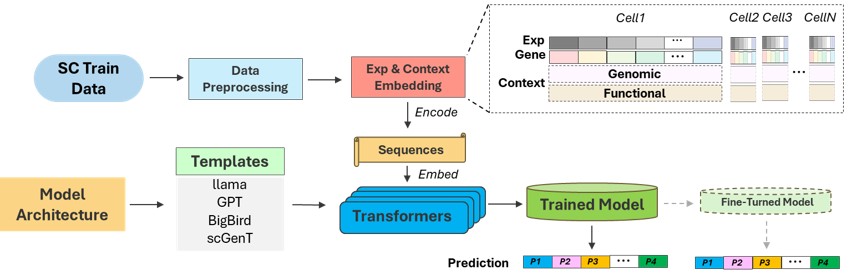 SC Train
Data
Data
Preprocessing
Exp & Context
Embedding
Cell1
Cell2
Cell3
CellN
Exp
Gene
...
...
...
Context
Genomic
Functional
Encode
Sequences
Embed
Model
Architecture
Templates
llama
GPT
BigBird
scGenT
Transformers
Trained Model
Fine-Turned Model
Prediction
P1
P2
P3
...
P4
P1
P2
P3
...
P4